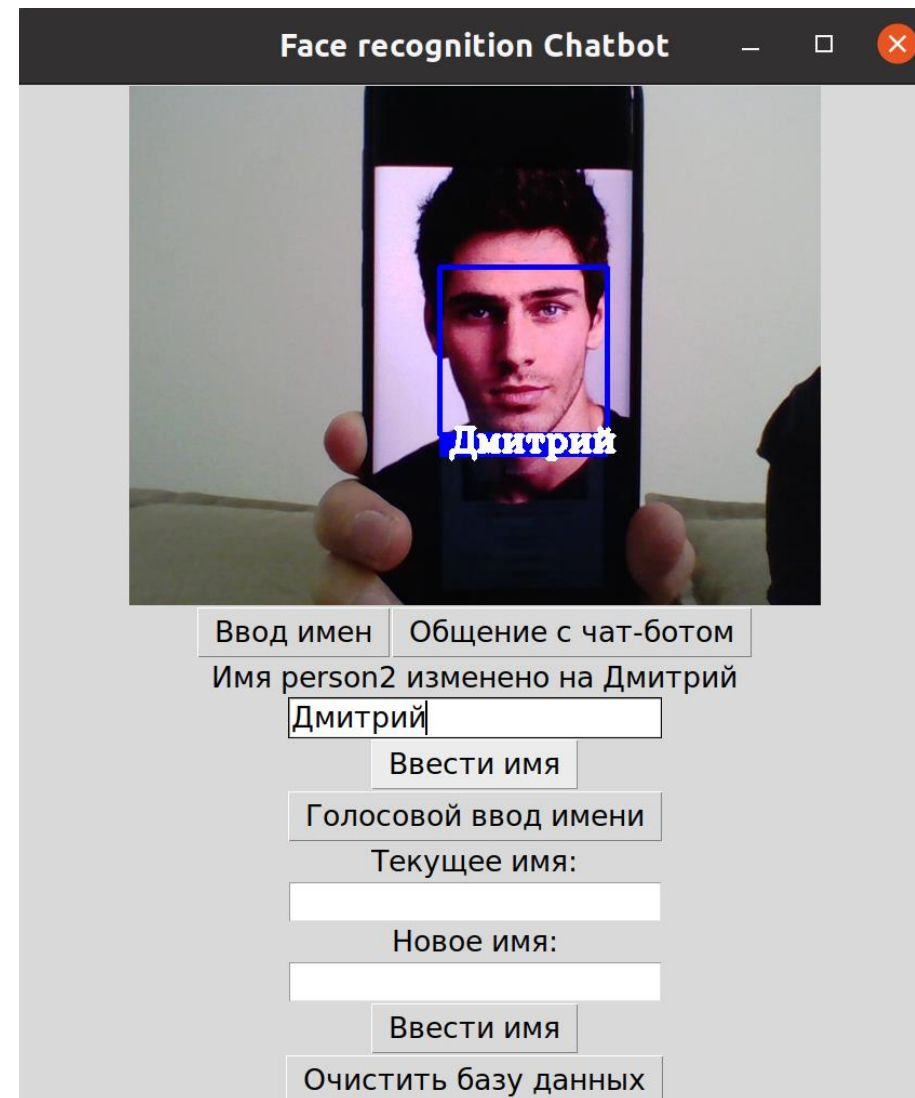 Face recognition Chatbot
Дмитрий
Ввод имен Общение с чат-ботом
Имя person2 изменено на Дмитрий
Дмитрий
Ввести имя
Голосовой ввод имени
Текущее имя:
Новое имя:
Ввести имя
Очистить базу данных